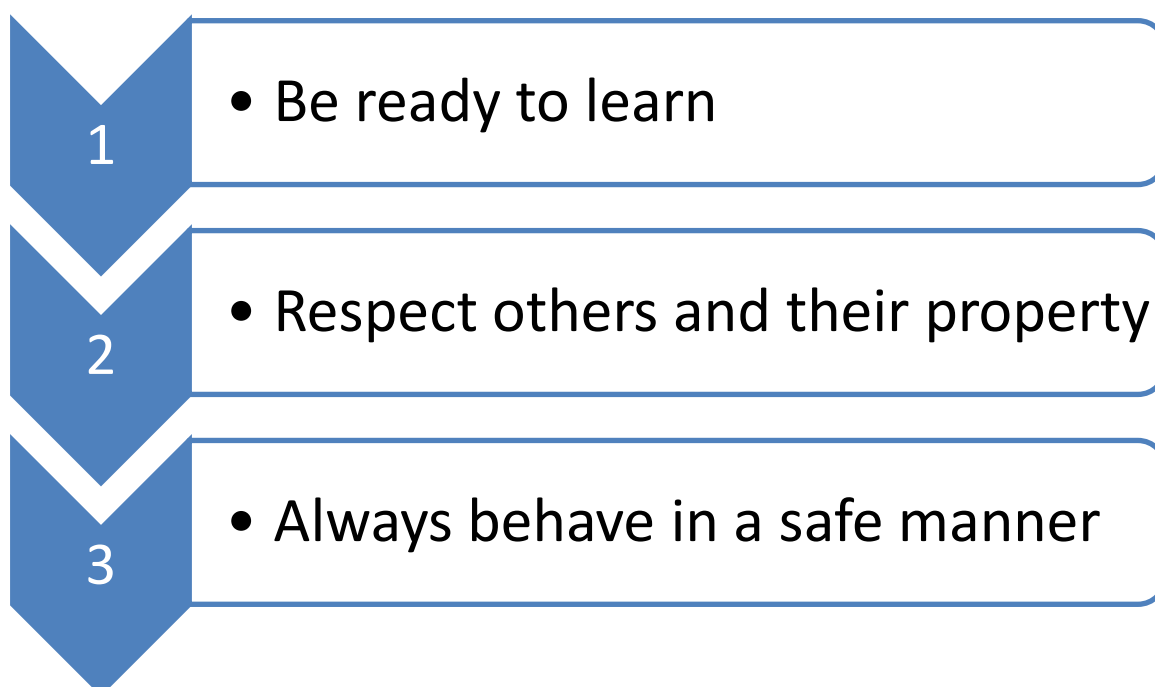 1
• Be ready to learn
2
• Respect others and their property
3
• Always behave in a safe manner